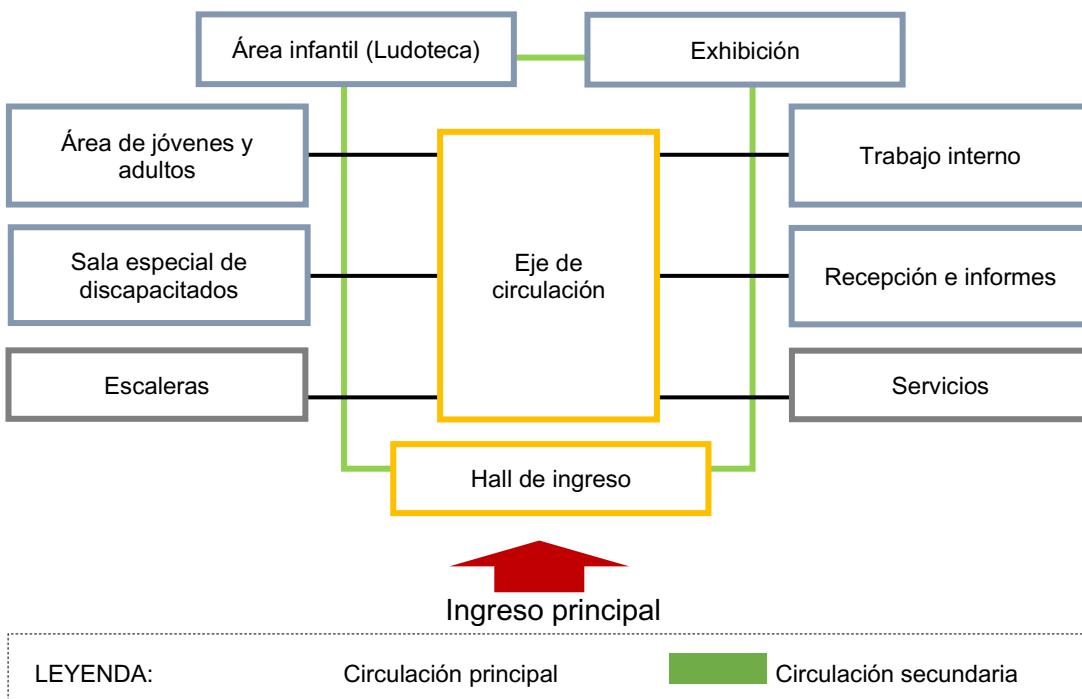 Área infantil (Ludoteca)
Exhibición
Área de jóvenes y
adultos
Trabajo interno
Sala especial de
discapacitados
Eje de
circulación
Recepción e informes
Escaleras
Servicios
Hall de ingreso
Ingreso principal
LEYENDA:
Circulación principal
Circulación secundaria